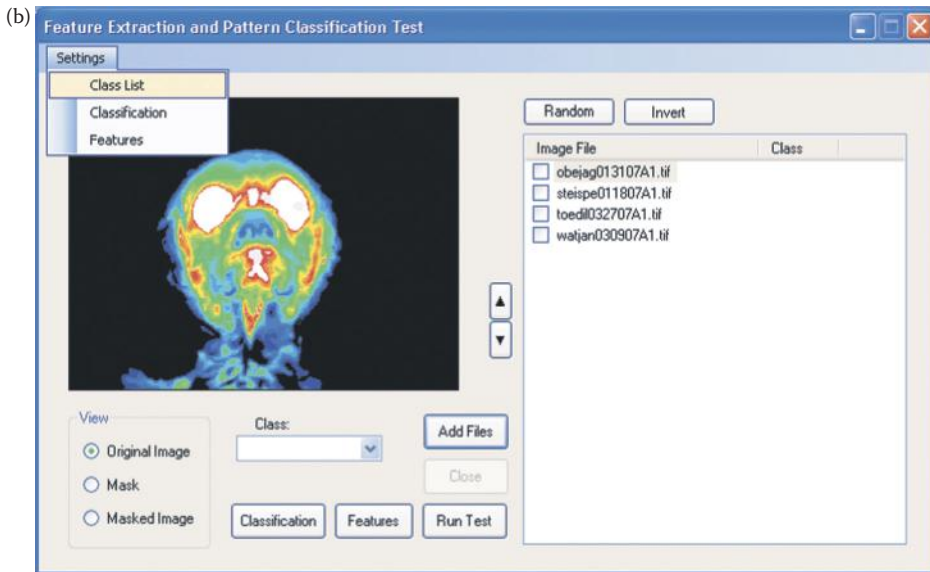 (b)
Feature Extraction and Pattern Classification Test
Settings
Class List
Classification
Features
Random
Invert
Image File Class
obejag013107A1.tif
steispe011807A1.tif
toedil032707A1.tif
watjan030907A1.tif
View
Original Image
Mask
Masked Image
Class:
Add Files
Close
Classification
Features
Run Test